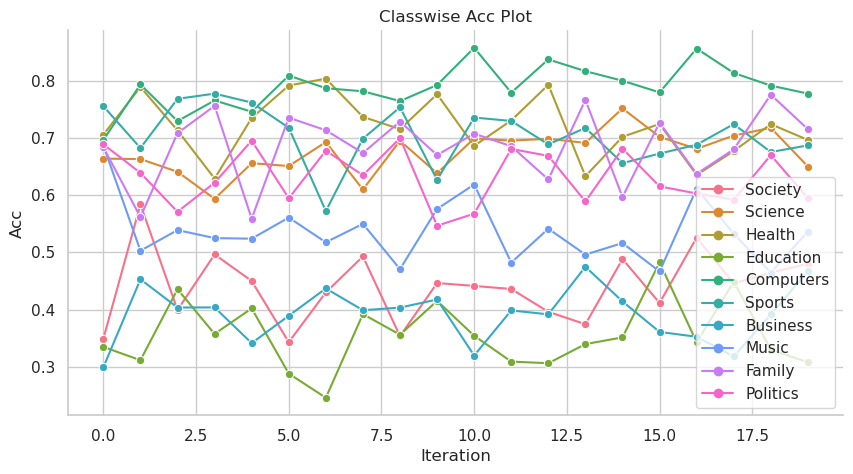 Classwise Acc Plot
Acc
0.8
0.7
0.6
0.5
0.4
0.3
Society
Science
Health
Education
Computers
Sports
Business
Music
Family
Politics
0.0 2.5 5.0 7.5 10.0 12.5 15.0 17.5
Iteration